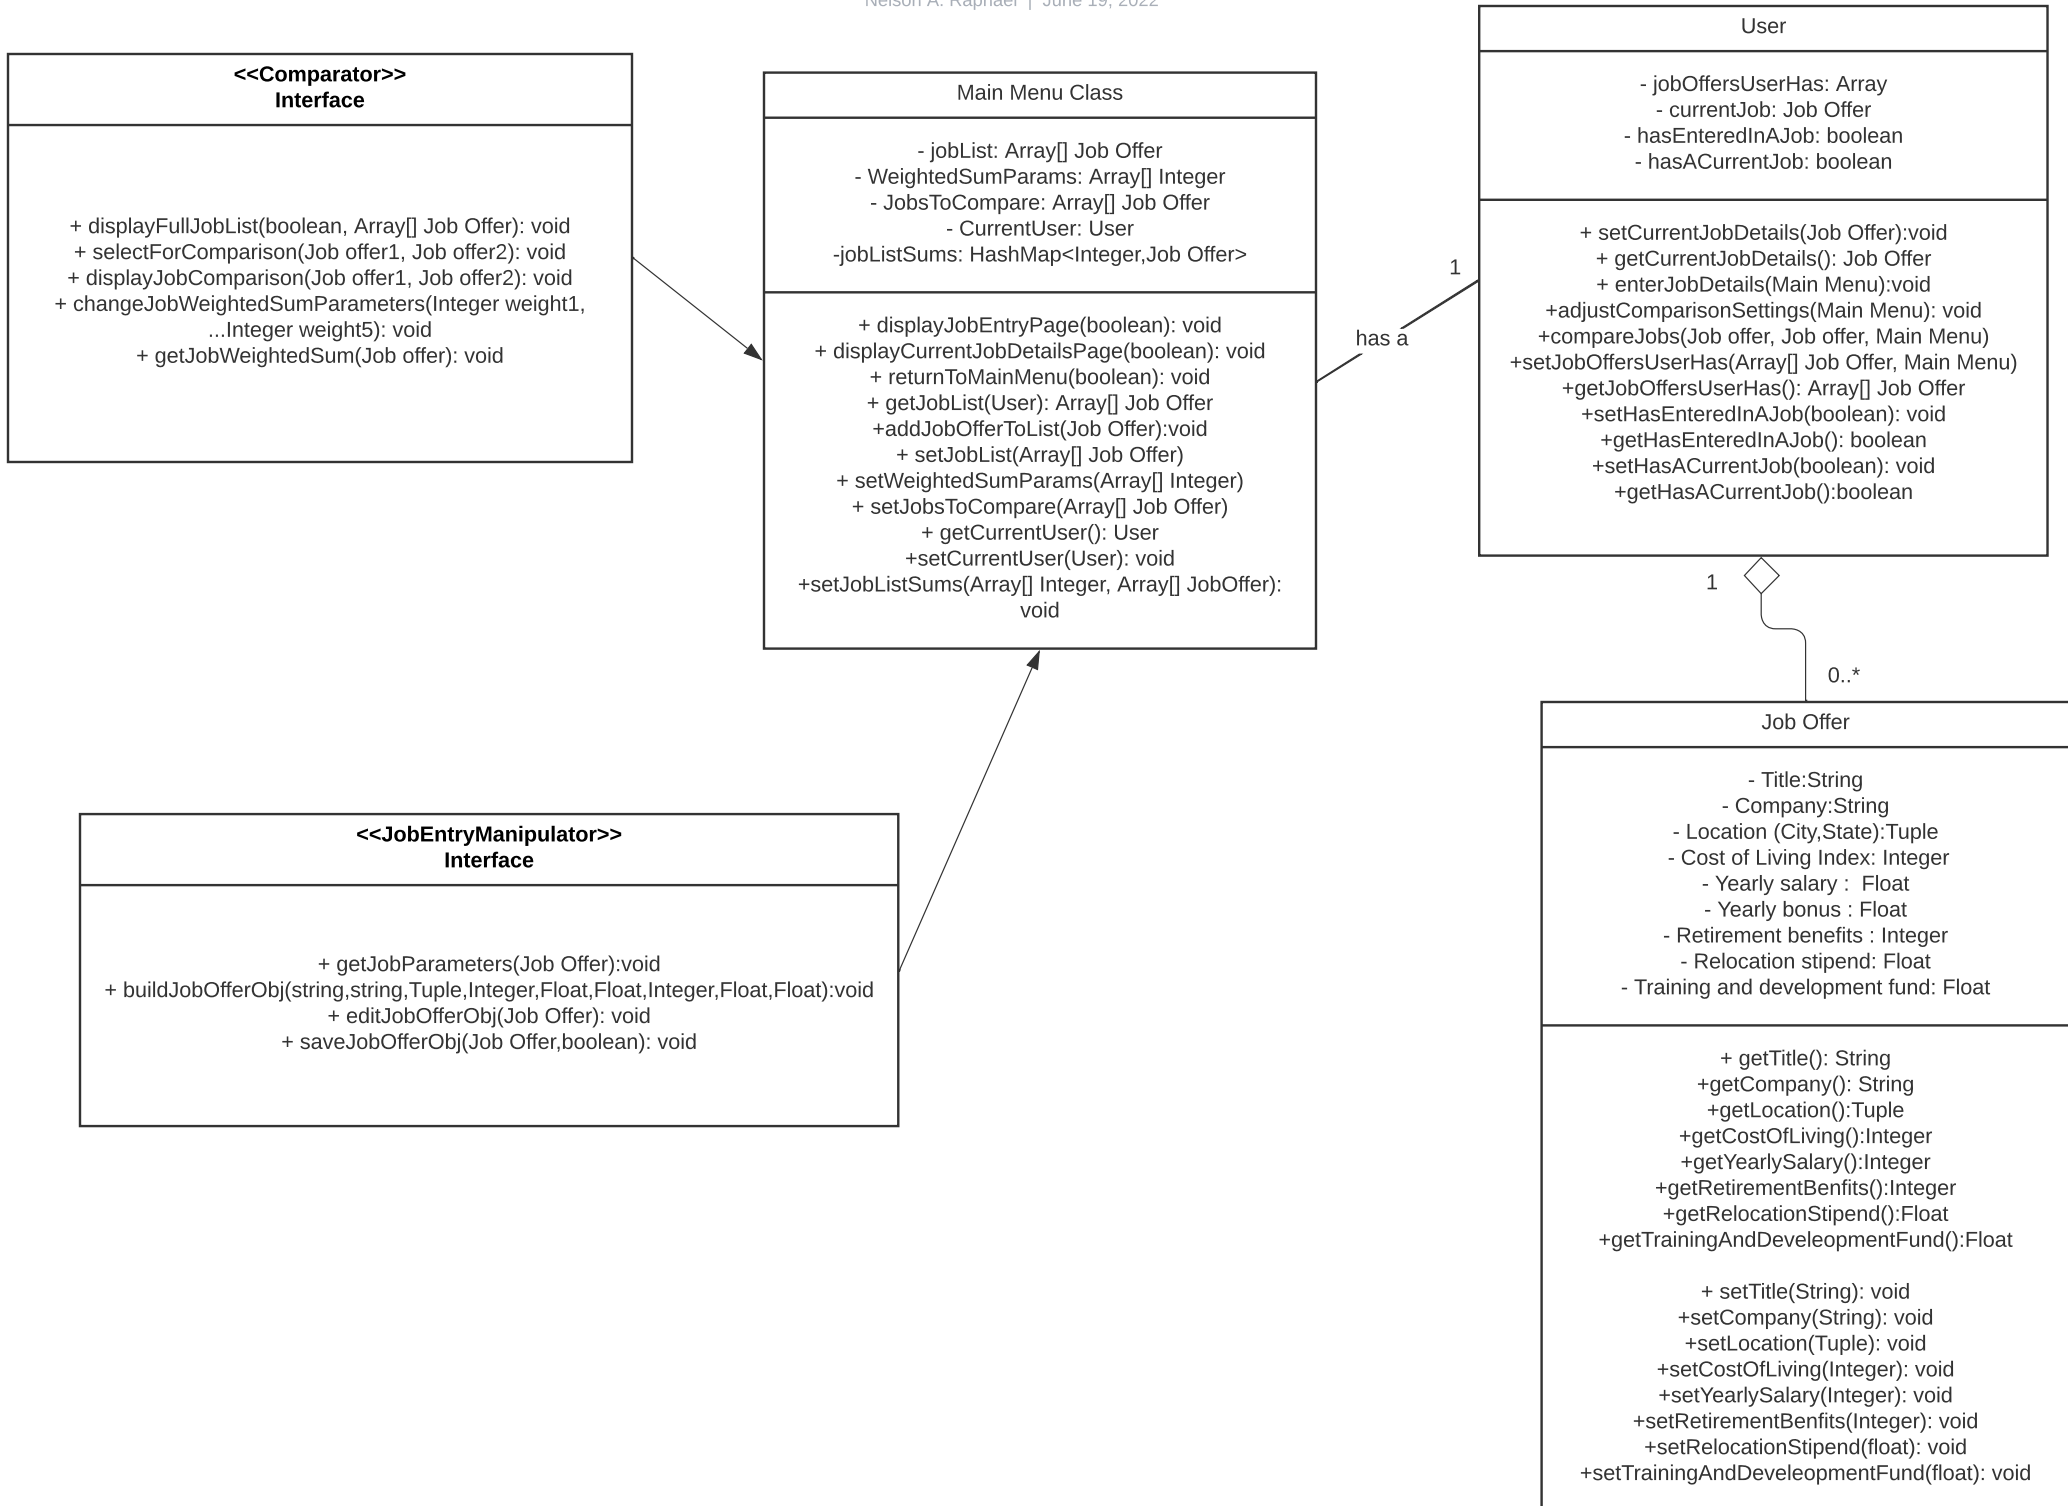 Nelson A. Raphael | June 19, 2022
<<Comparator>>
Interface
+ displayFullJobList(boolean, Array[] Job Offer): void
+ selectForComparison(Job offer1, Job offer2): void
+ displayJobComparison(Job offer1, Job offer2): void
+ changeJobWeightedSumParameters(Integer weight1,
...Integer weight5): void
+ getJobWeightedSum(Job offer): void
Main Menu Class
- jobList: Array[] Job Offer
- WeightedSumParams: Array[] Integer
- JobsToCompare: Array[] Job Offer
- CurrentUser: User
-jobListSums: HashMap<Integer,Job Offer>
+ displayJobEntryPage(boolean): void
+ displayCurrentJobDetailsPage(boolean): void
+ returnToMainMenu(boolean): void
+ getJobList(User): Array[] Job Offer
+addJobOfferToList(Job Offer):void
+ setJobList(Array[] Job Offer)
+ setWeightedSumParams(Array[] Integer)
+ setJobsToCompare(Array[] Job Offer)
+ getCurrentUser(): User
+setCurrentUser(User): void
+setJobListSums(Array[] Integer, Array[] JobOffer):
void
1
has a
User
- jobOffersUserHas: Array
- currentJob: Job Offer
- hasEnteredInAJob: boolean
- hasACurrentJob: boolean
+ setCurrentJobDetails(Job Offer):void
+ getCurrentJobDetails(): Job Offer
+ enterJobDetails(Main Menu):void
+adjustComparisonSettings(Main Menu): void
+compareJobs(Job offer, Job offer, Main Menu)
+setJobOffersUserHas(Array[] Job Offer, Main Menu)
+getJobOffersUserHas(): Array[] Job Offer
+setHasEnteredInAJob(boolean): void
+getHasEnteredInAJob(): boolean
+setHasACurrentJob(boolean): void
+getHasACurrentJob():boolean
1
0..*
<<JobEntryManipulator>>
Interface
+ getJobParameters(Job Offer):void
+ buildJobOfferObj(string,string,Tuple,Integer,Float,Float,Integer,Float,Float):void
+ editJobOfferObj(Job Offer): void
+ saveJobOfferObj(Job Offer,boolean): void
Job Offer
- Title:String
- Company:String
- Location (City,State):Tuple
- Cost of Living Index: Integer
- Yearly salary :  Float
- Yearly bonus : Float
- Retirement benefits : Integer
- Relocation stipend: Float
- Training and development fund: Float
+ getTitle(): String
+getCompany(): String
+getLocation():Tuple
+getCostOfLiving():Integer
+getYearlySalary():Integer
+getRetirementBenfits():Integer
+getRelocationStipend():Float
+getTrainingAndDeveleopmentFund():Float
+ setTitle(String): void
+setCompany(String): void
+setLocation(Tuple): void
+setCostOfLiving(Integer): void
+setYearlySalary(Integer): void
+setRetirementBenfits(Integer): void
+setRelocationStipend(float): void
+setTrainingAndDeveleopmentFund(float): void